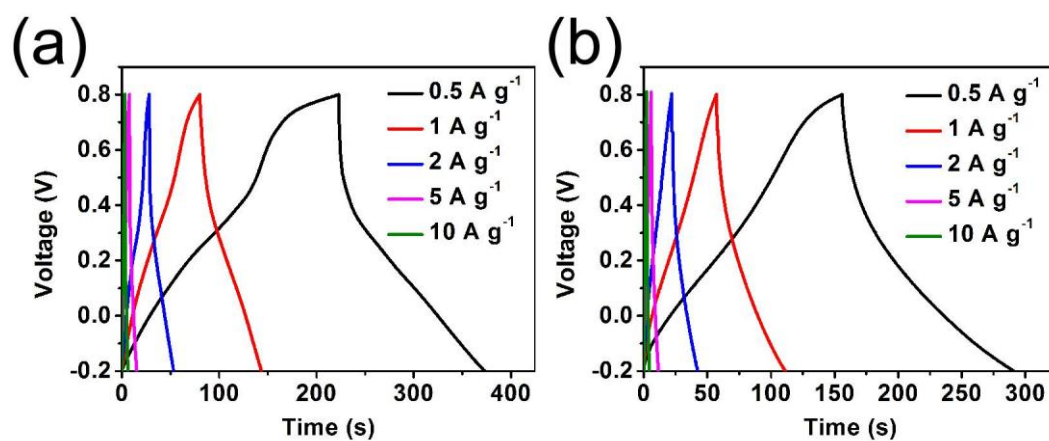 (a)
0.5 A g⁻¹
1 A g⁻¹
2 A g⁻¹
5 A g⁻¹
10 A g⁻¹
Voltage (V)
0.8
0.6
0.4
0.2
0.0
-0.2
0 100 200 300 400
Time (s)
(b)
0.5 A g⁻¹
1 A g⁻¹
2 A g⁻¹
5 A g⁻¹
10 A g⁻¹
Voltage (V)
0.8
0.6
0.4
0.2
0.0
-0.2
0 50 100 150 200 250 300
Time (s)